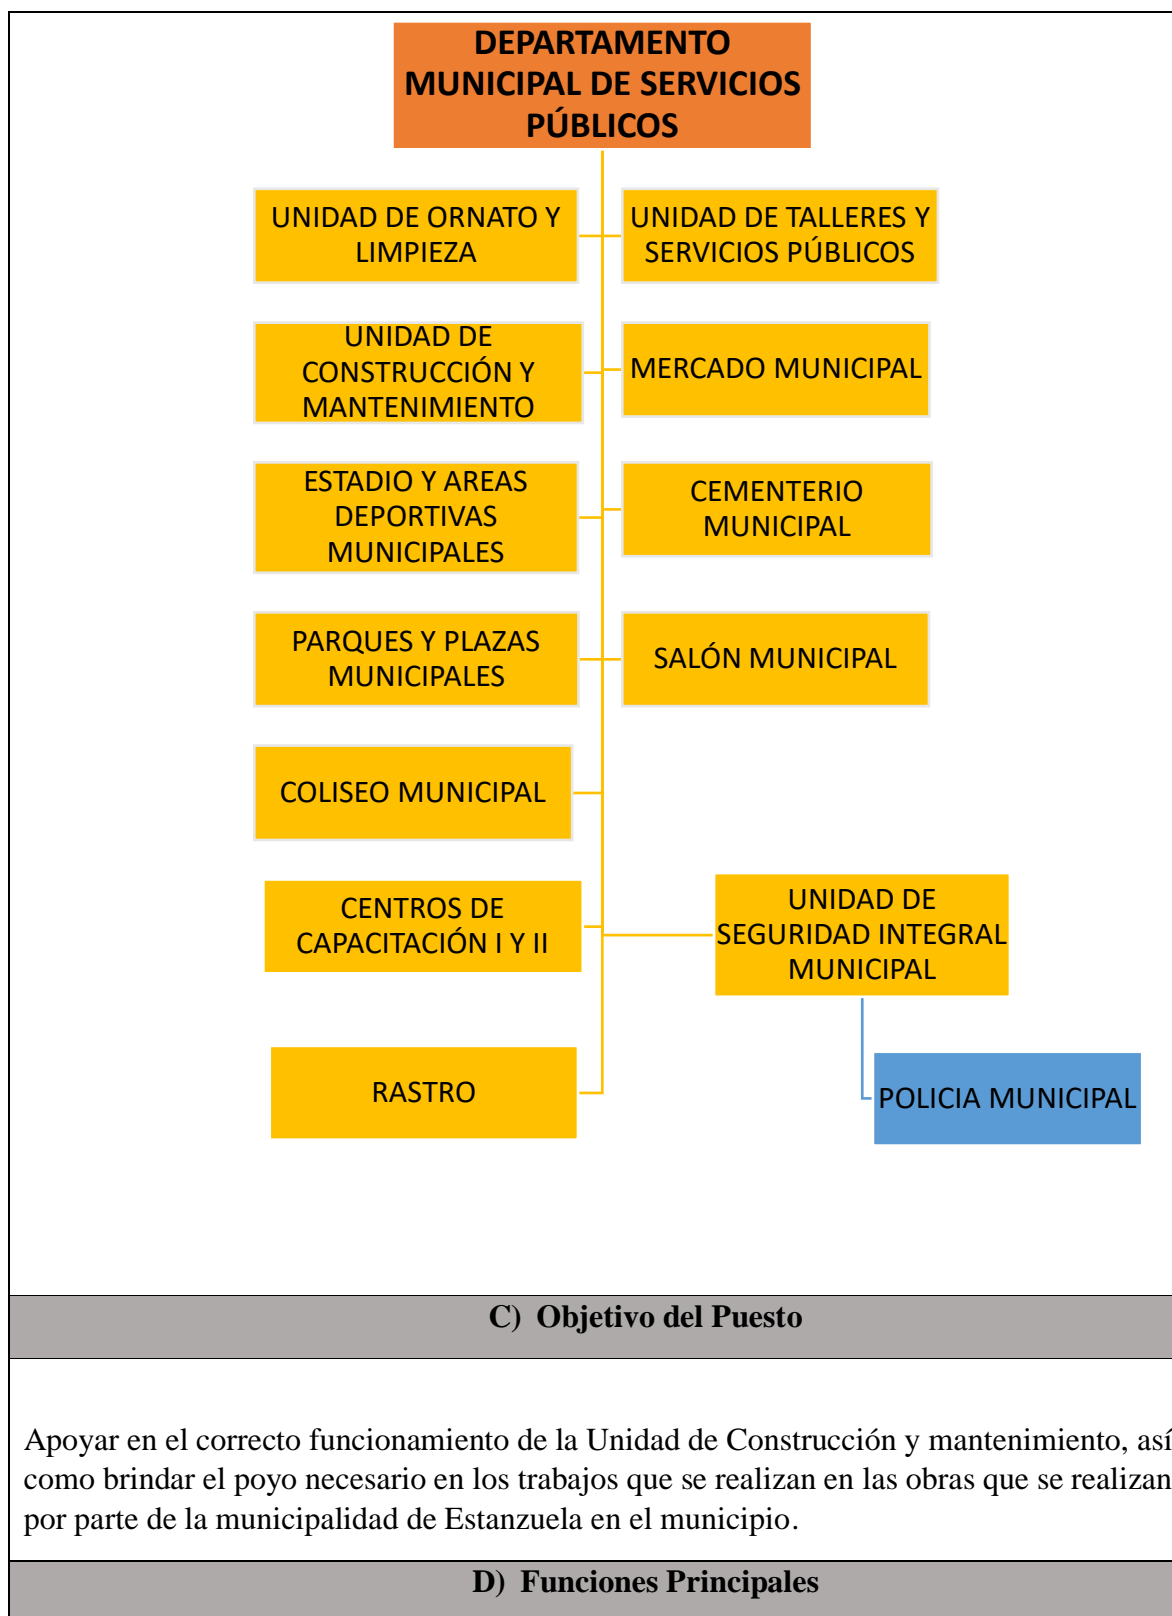 DEPARTAMENTO
MUNICIPAL DE SERVICIOS
PÚBLICOS
UNIDAD DE ORNATO Y
LIMPIEZA
UNIDAD DE TALLERES Y
SERVICIOS PÚBLICOS
UNIDAD DE
CONSTRUCCIÓN Y
MANTENIMIENTO
MERCADO MUNICIPAL
ESTADIO Y AREAS
DEPORTIVAS
MUNICIPALES
CEMENTERIO
MUNICIPAL
PARQUES Y PLAZAS
MUNICIPALES
SALÓN MUNICIPAL
COLISEO MUNICIPAL
CENTROS DE
CAPACITACIÓN I Y II
UNIDAD DE
SEGURIDAD INTEGRAL
MUNICIPAL
RASTRO
POLICIA MUNICIPAL
C) Objetivo del Puesto
Apoyar en el correcto funcionamiento de la Unidad de Construcción y mantenimiento, así
como brindar el poyo necesario en los trabajos que se realizan en las obras que se realizan
por parte de la municipalidad de Estanzuela en el municipio.
D) Funciones Principales